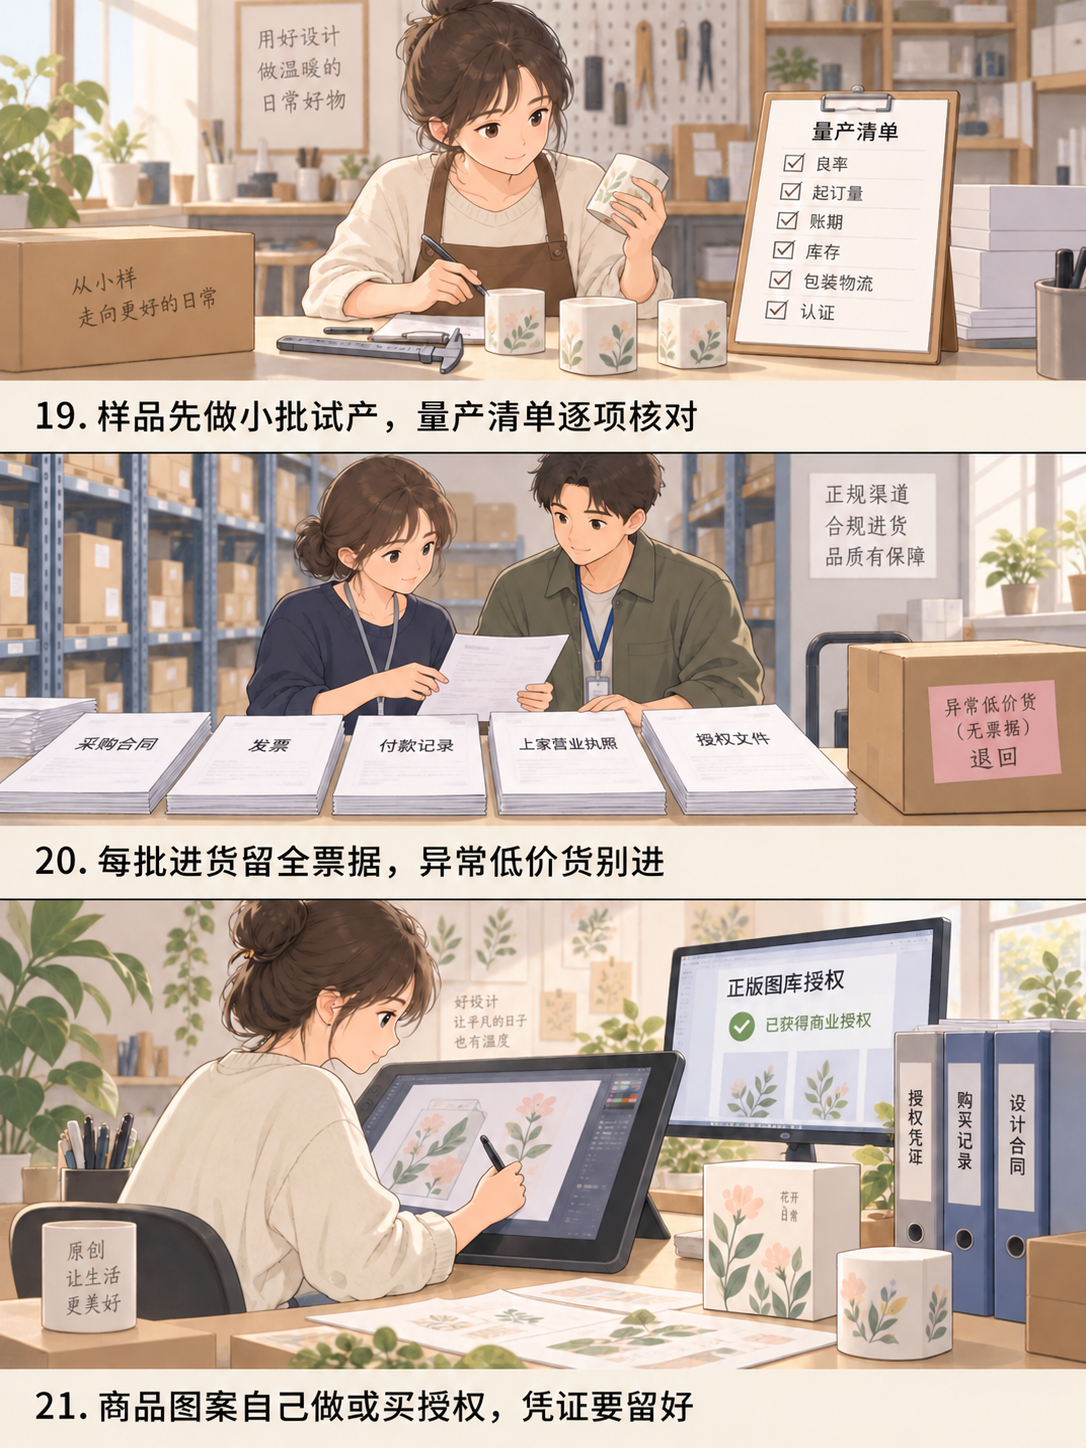 用好设计
做温暖的
日常好物
量产清单
良率
起订量
账期
库存
包装物流
认证
从小样
走向更好的日常
19. 样品先做小批试产，量产清单逐项核对
正规渠道
合规进货
品质有保障
采购合同
发票
付款记录
上家营业执照
授权文件
异常低价货
（无票据）
退回
20. 每批进货留全票据，异常低价货别进
好设计
让平凡的日子
也有温度
正版图库授权
已获得商业授权
授权凭证
购买记录
设计合同
花开
日常
原创
让生活
更美好
21. 商品图案自己做或买授权，凭证要留好